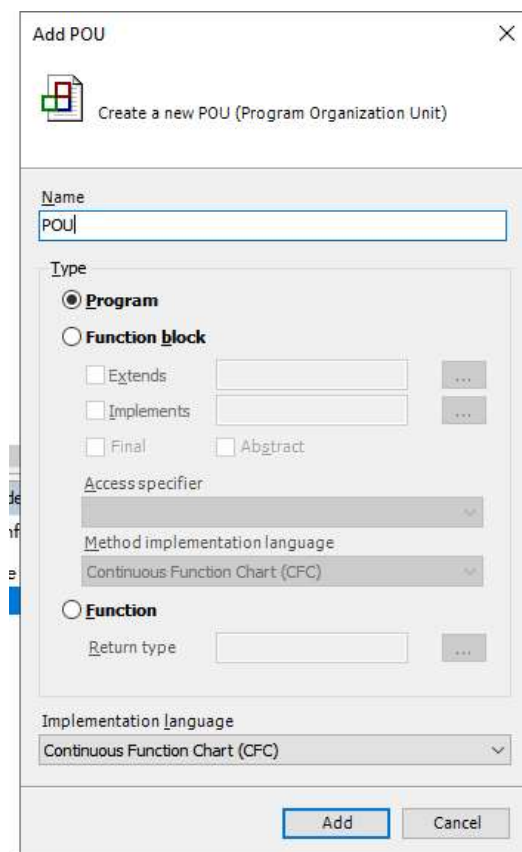 Add POU
Create a new POU (Program Organization Unit)
Name
POU
Type
Program
Function block
Extends
...
Implements
...
Final Abstract
Access specifier
Method implementation language
Continuous Function Chart (CFC)
Function
Return type
...
Implementation language
Continuous Function Chart (CFC)
Add Cancel